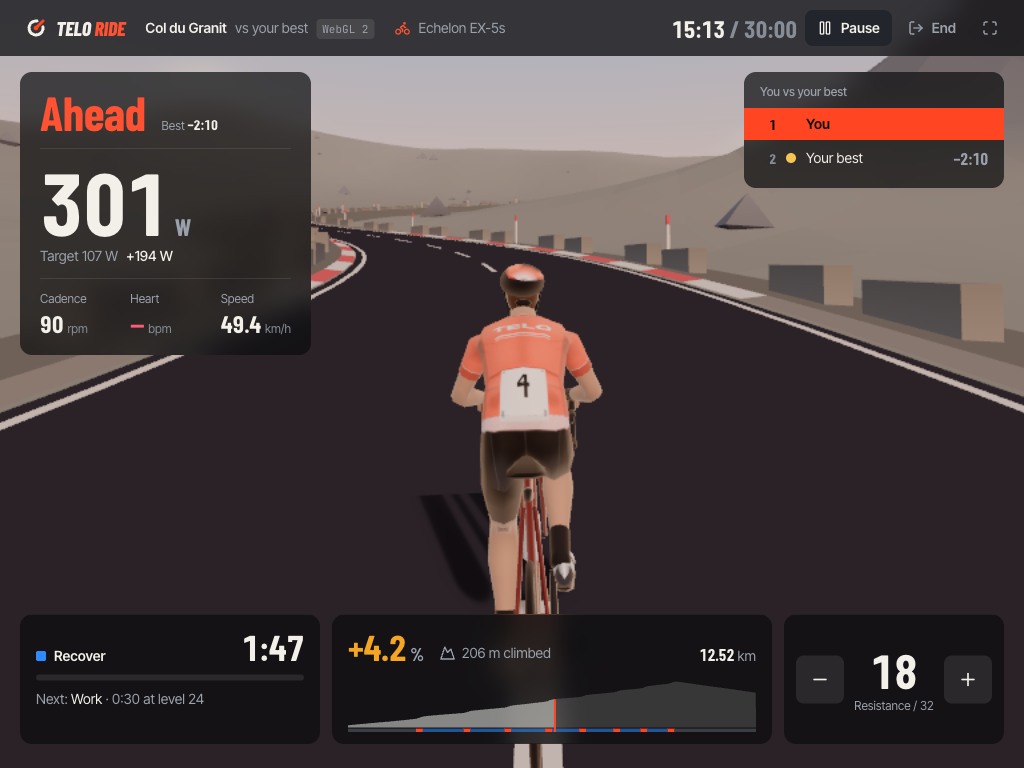 TELO RIDE Col du Granit vs your best WebGL 2 Echelon EX-5s 15:13 / 30:00 Pause End
Ahead Best −2:10
301 W
Target 107 W +194 W
Cadence Heart Speed
90 rpm — bpm 49.4 km/h
You vs your best
1 You
2 Your best −2:10
TELO
4
Recover 1:47
Next: Work · 0:30 at level 24
+4.2 % 206 m climbed 12.52 km
− 18 +
Resistance / 32